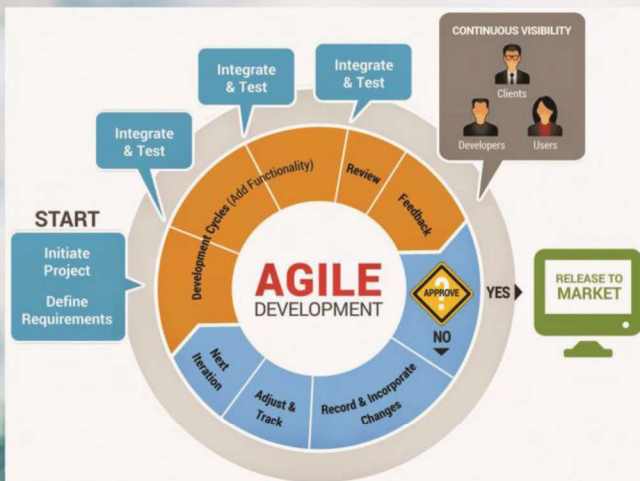 CONTINUOUS VISIBILITY
Clients
Developers
Users
Integrate
& Test
Integrate
& Test
Integrate
& Test
START
Initiate
Project
Define
Requirements
Development Cycles (Add Functionality)
Review
Feedback
AGILE
DEVELOPMENT
?
APPROVE
YES
NO
RELEASE TO
MARKET
Record & Incorporate
Changes
Adjust &
Track
Next
Iteration